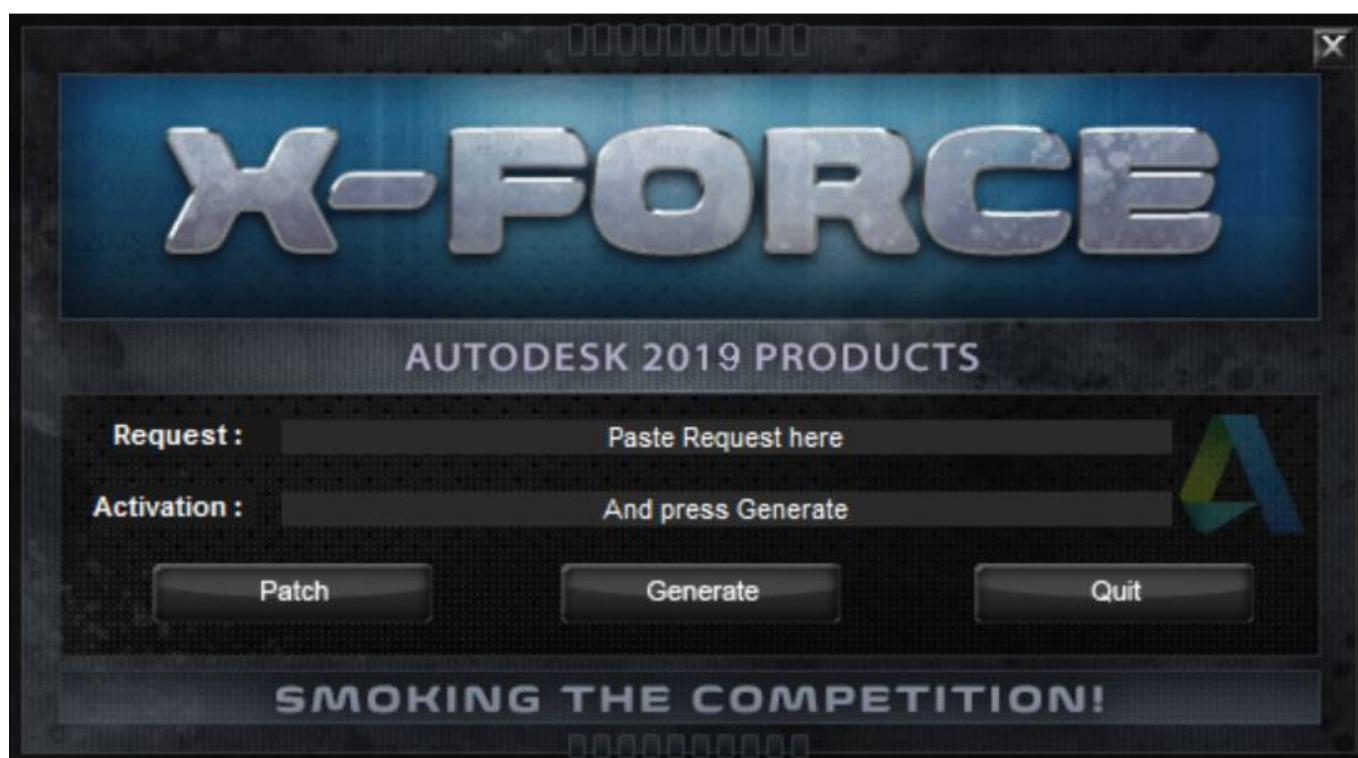 X
X-FORCE
AUTODESK 2019 PRODUCTS
Request :
Paste Request here
Activation :
And press Generate
Patch
Generate
Quit
SMOKING THE COMPETITION!